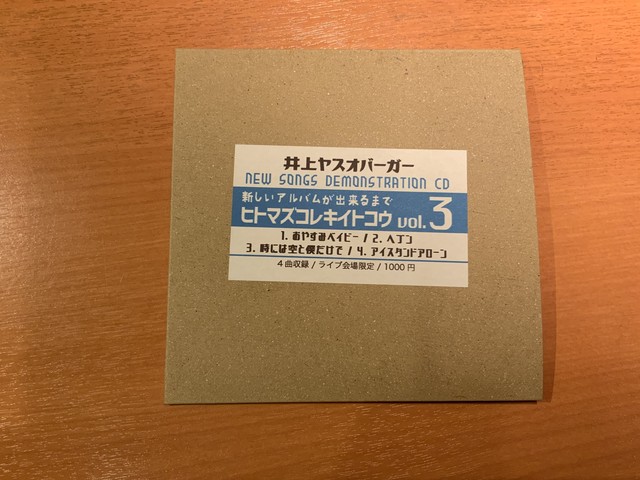 井上ヤスオバーガー
NEW SONGS DEMONSTRATION CD
新しいアルバムが出来るまで
ヒトマズコレキイトコウ vol.3
1. おやすみベイビー / 2. ヘブン
3. 時には空と僕だけで / 4. アイスタンドアローン
4曲収録 / ライブ会場限定 / 1000円